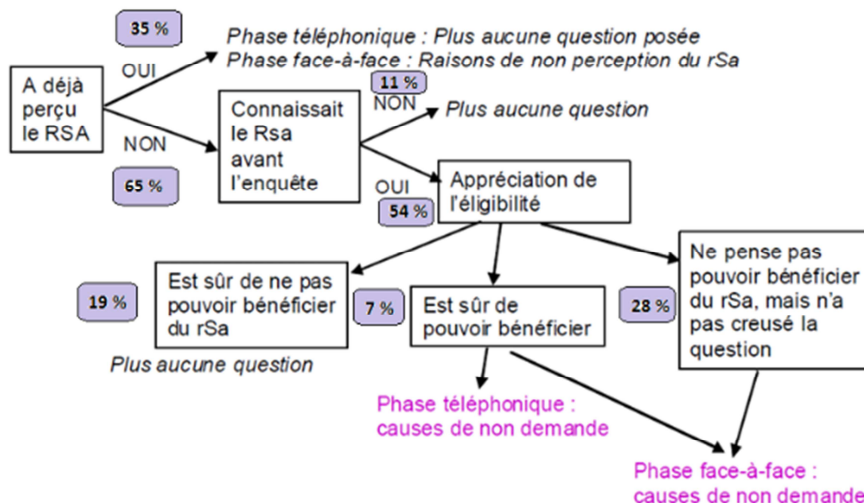 35 %
Phase téléphonique : Plus aucune question posée
Phase face-à-face : Raisons de non perception du rSa
OUI
A déjà
perçu
le RSA
11 %
NON
Connaissait
le Rsa
avant
l'enquête
Plus aucune question
NON
65 %
OUI
54 %
Appréciation de
l'éligibilité
19 %
Est sûr de ne pas
pouvoir bénéficier
du rSa
Plus aucune question
7 %
Est sûr de
pouvoir bénéficier
28 %
Ne pense pas
pouvoir bénéficier
du rSa, mais n'a
pas creusé la
question
Phase téléphonique :
causes de non demande
Phase face-à-face :
causes de non demande